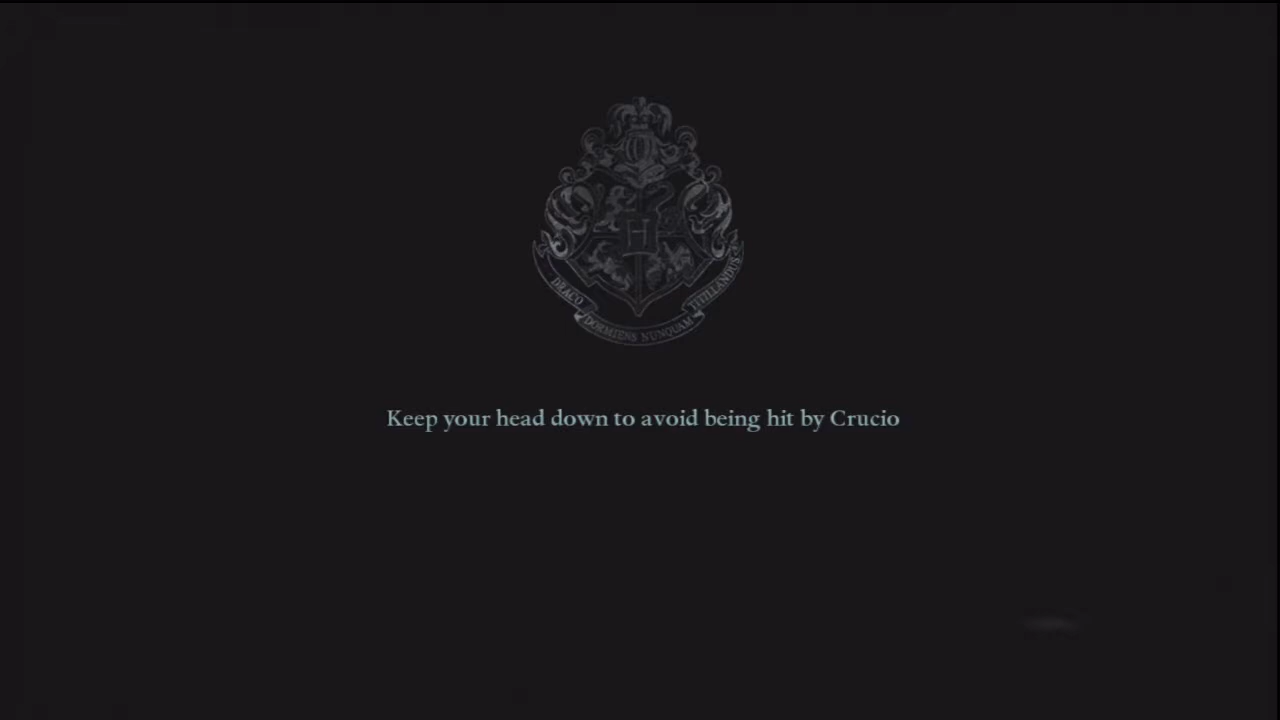 H
DRACO
DORMIENS NUNQUAM
TITILLANDUS
Keep your head down to avoid being hit by Crucio